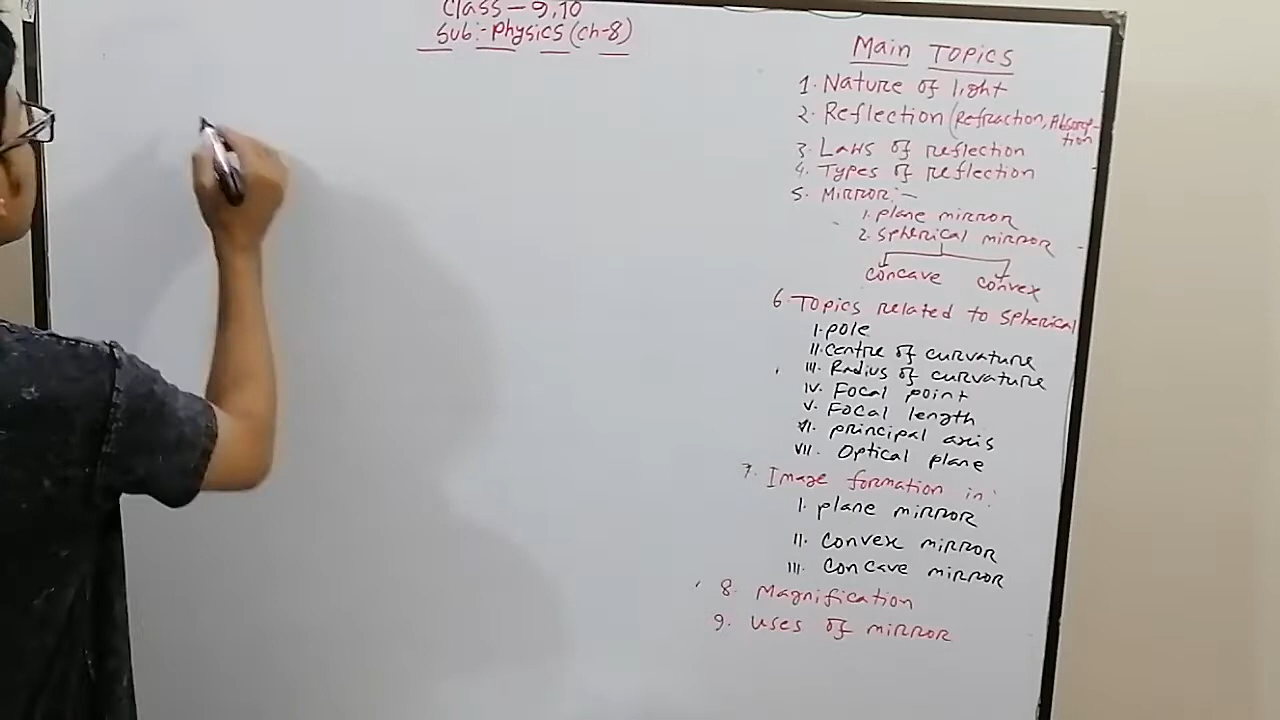 Class - 9,10
Sub:- Physics (ch-8)
Main Topics
1. Nature of light
2. Reflection (Refraction, Absorp-
tion
3. Laws of reflection
4. Types of reflection
5. Mirror:-
1. plane mirror
2. Spherical mirror
concave convex
6. Topics related to spherical
I. pole
II. Centre of curvature
III. Radius of curvature
IV. Focal point
V. Focal length
VI. principal axis
VII. Optical plane
7. Image formation in:
I. plane mirror
II. Convex mirror
III. Concave mirror
8. Magnification
9. Uses of mirror